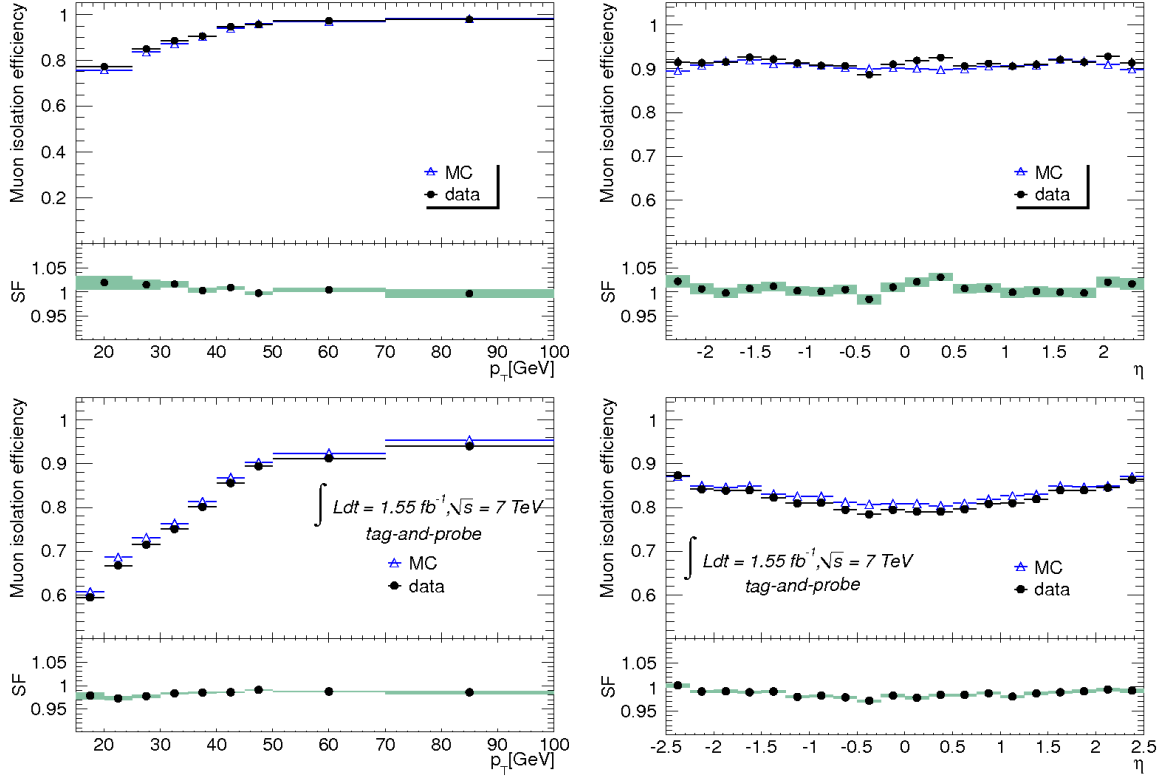 Muon isolation efficiency
1
0.8
0.6
0.4
0.2
MC
data
SF
1.05
1
0.95
20 30 40 50 60 70 80 90 100
p_T[GeV]
Muon isolation efficiency
1
0.9
0.8
0.7
0.6
MC
data
SF
1.05
1
0.95
-2 -1.5 -1 -0.5 0 0.5 1 1.5 2
η
Muon isolation efficiency
1
0.9
0.8
0.7
0.6
∫ Ldt = 1.55 fb⁻¹,√s = 7 TeV
tag-and-probe
MC
data
SF
1.05
1
0.95
20 30 40 50 60 70 80 90 100
p_T[GeV]
Muon isolation efficiency
1
0.9
0.8
0.7
0.6
∫ Ldt = 1.55 fb⁻¹,√s = 7 TeV
tag-and-probe
MC
data
SF
1.05
1
0.95
-2.5 -2 -1.5 -1 -0.5 0 0.5 1 1.5 2 2.5
η